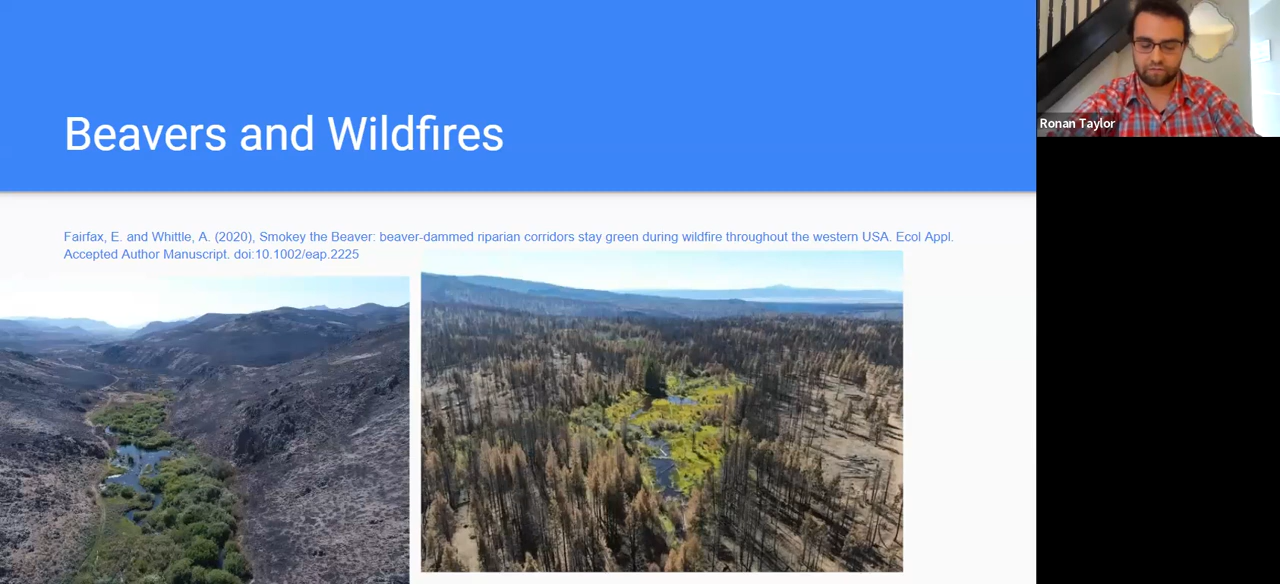 Beavers and Wildfires
Fairfax, E. and Whittle, A. (2020), Smokey the Beaver: beaver-dammed riparian corridors stay green during wildfire throughout the western USA. Ecol Appl.
Accepted Author Manuscript. doi:10.1002/eap.2225
Ronan Taylor